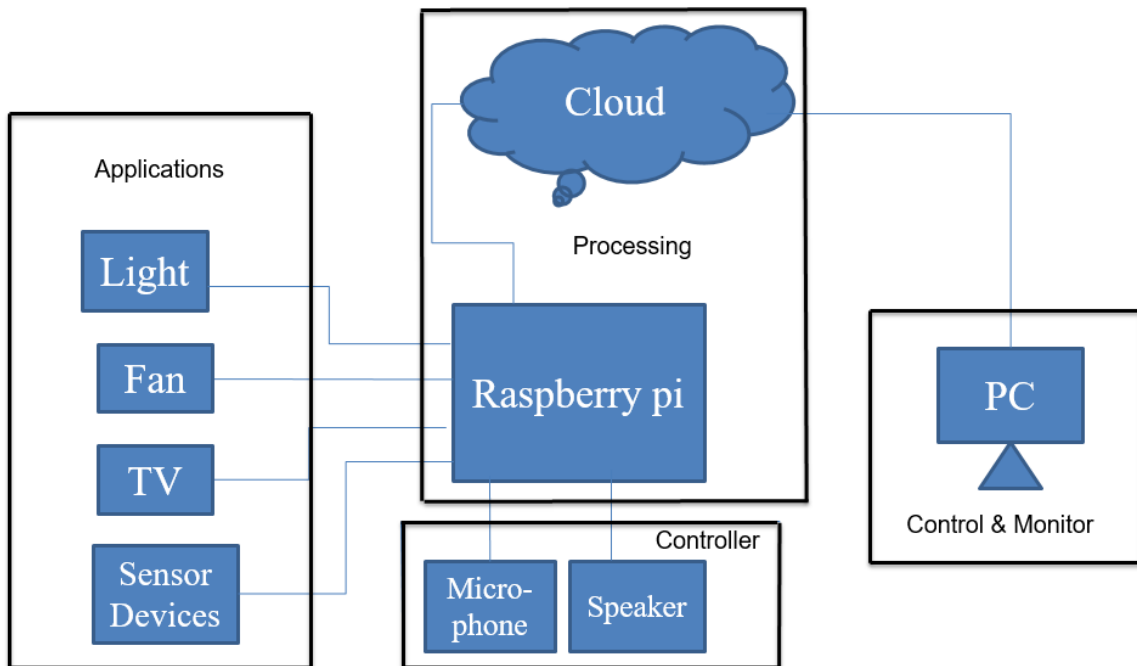 Cloud
Applications
Processing
Light
Fan
TV
Sensor
Devices
Raspberry pi
PC
Control & Monitor
Controller
Micro-
phone
Speaker